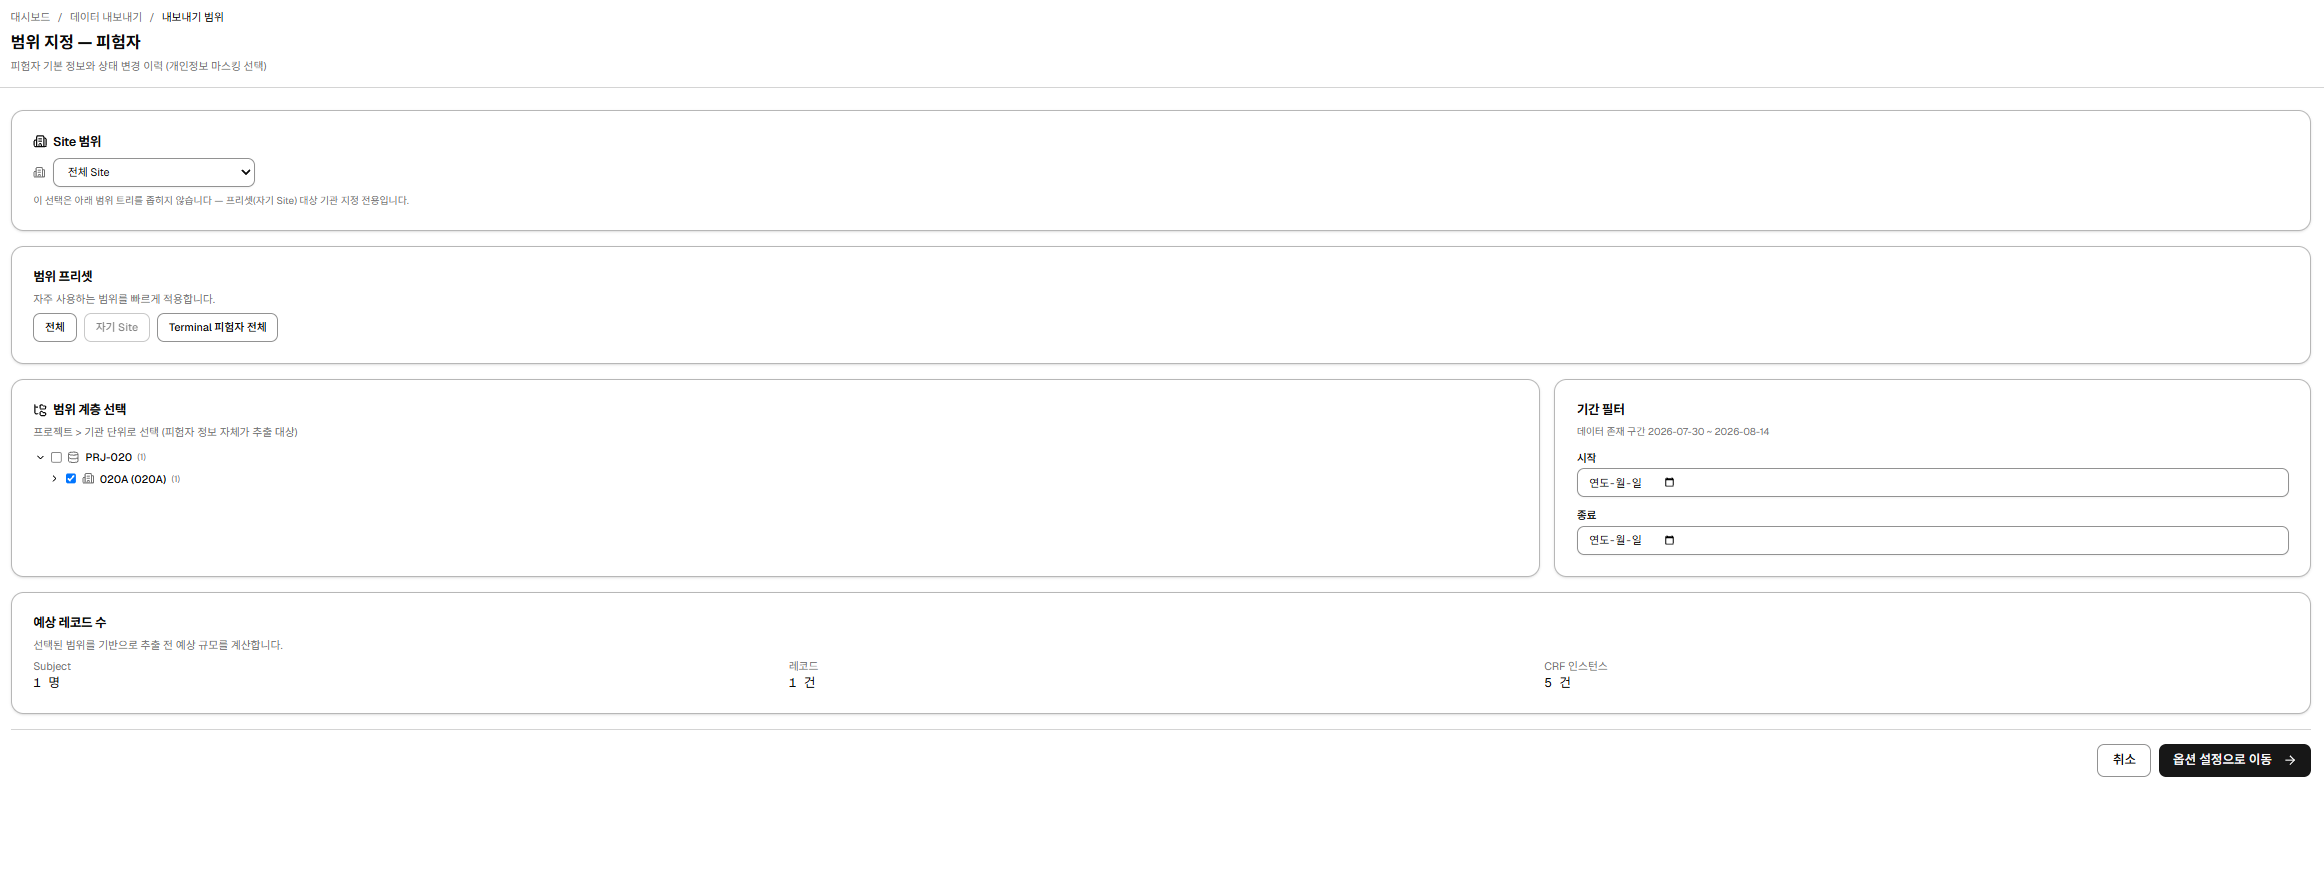 대시보드 / 데이터 내보내기 / 내보내기 범위
범위 지정 — 피험자
피험자 기본 정보와 상태 변경 이력 (개인정보 마스킹 선택)
Site 범위
전체 Site
이 선택은 아래 범위 트리를 좁히지 않습니다 — 프리셋(자기 Site) 대상 기관 지정 전용입니다.
범위 프리셋
자주 사용하는 범위를 빠르게 적용합니다.
전체 자기 Site Terminal 피험자 전체
범위 계층 선택
프로젝트 > 기관 단위로 선택 (피험자 정보 자체가 추출 대상)
PRJ-020 (1)
020A (020A) (1)
기간 필터
데이터 존재 구간 2026-07-30 ~ 2026-08-14
시작
연도-월-일
종료
연도-월-일
예상 레코드 수
선택된 범위를 기반으로 추출 전 예상 규모를 계산합니다.
Subject 레코드 CRF 인스턴스
1 명 1 건 5 건
취소 옵션 설정으로 이동 →